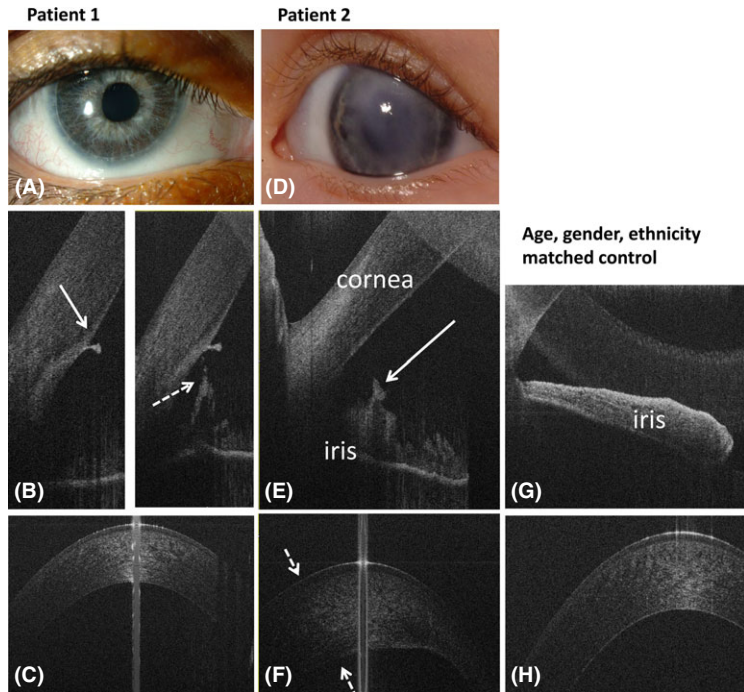 Patient 1
Patient 2
(A)
(D)
Age, gender, ethnicity
matched control
cornea
iris
iris
(B)
(E)
(G)
(C)
(F)
(H)